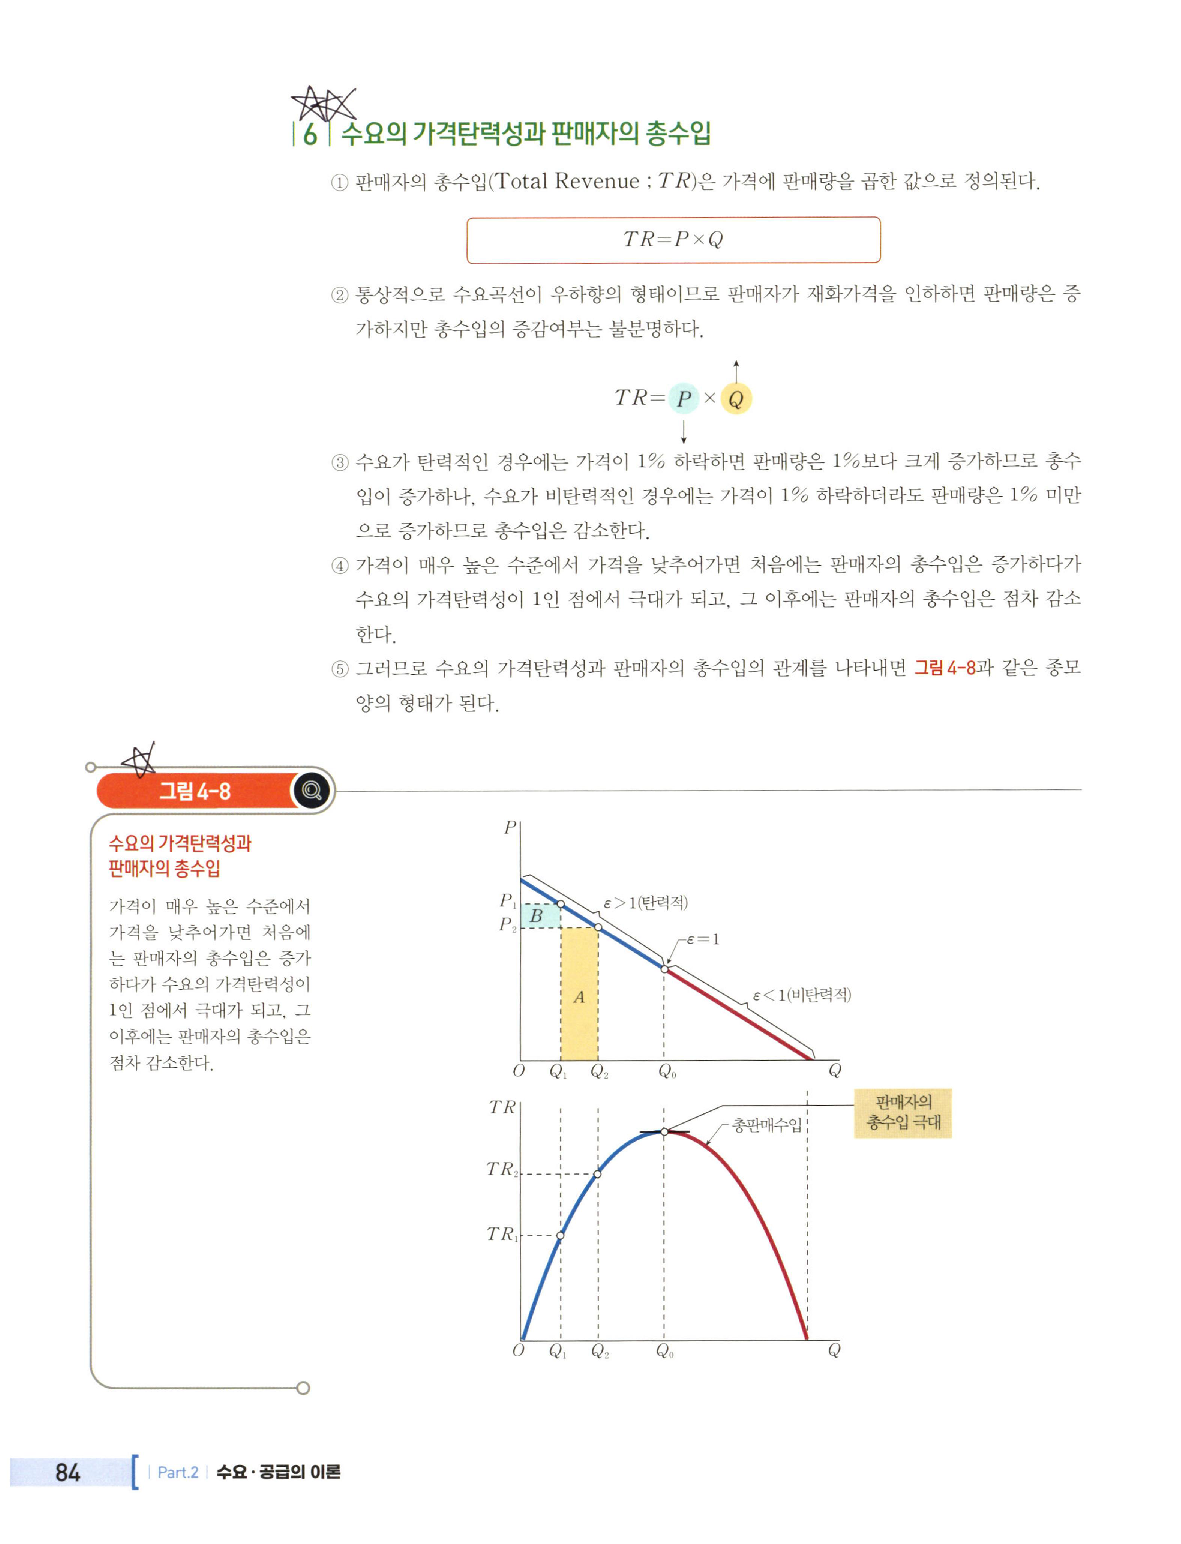 6 수요의 가격탄력성과 판매자의 총수입
① 판매자의 총수입(Total Revenue ; TR)은 가격에 판매량을 곱한 값으로 정의된다.
TR=P×Q
② 통상적으로 수요곡선이 우하향의 형태이므로 판매자가 재화가격을 인하하면 판매량은 증
가하지만 총수입의 증감여부는 불분명하다.
TR= P × Q
③ 수요가 탄력적인 경우에는 가격이 1% 하락하면 판매량은 1%보다 크게 증가하므로 총수
입이 증가하나, 수요가 비탄력적인 경우에는 가격이 1% 하락하더라도 판매량은 1% 미만
으로 증가하므로 총수입은 감소한다.
④ 가격이 매우 높은 수준에서 가격을 낮추어가면 처음에는 판매자의 총수입은 증가하다가
수요의 가격탄력성이 1인 점에서 극대가 되고, 그 이후에는 판매자의 총수입은 점차 감소
한다.
⑤ 그러므로 수요의 가격탄력성과 판매자의 총수입의 관계를 나타내면 그림 4-8과 같은 종모
양의 형태가 된다.
그림 4-8
수요의 가격탄력성과
판매자의 총수입
가격이 매우 높은 수준에서
가격을 낮추어가면 처음에
는 판매자의 총수입은 증가
하다가 수요의 가격탄력성이
1인 점에서 극대가 되고, 그
이후에는 판매자의 총수입은
점차 감소한다.
P
P₁
B
ε>1(탄력적)
P₂
ε=1
A
ε<1(비탄력적)
O Q₁ Q₂ Q₀ Q
TR
판매자의
총수입 극대
총판매수입
TR₂
TR₁
O Q₁ Q₂ Q₀ Q
84 Part.2 수요·공급의 이론